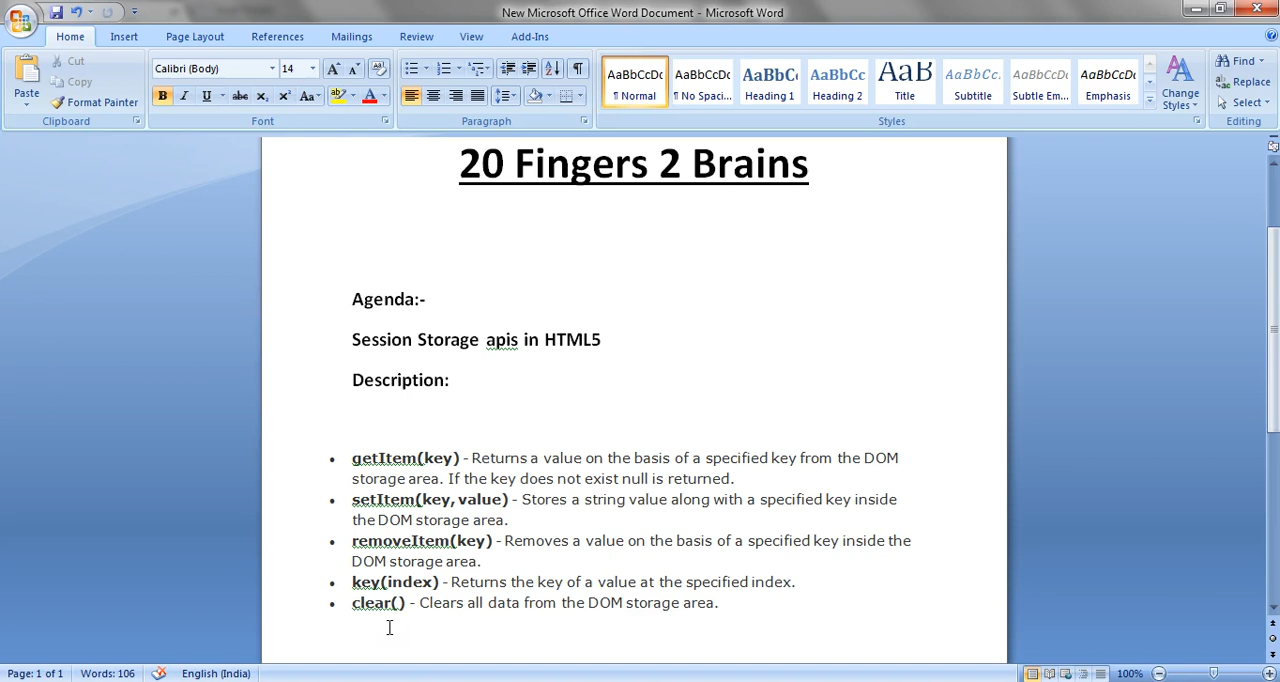 New Microsoft Office Word Document - Microsoft Word
Home Insert Page Layout References Mailings Review View Add-Ins
Paste
Cut
Copy
Format Painter
Clipboard
Calibri (Body) 14
Font
Paragraph
AaBbCcDc AaBbCcDc AaBbCc AaBbCc AaB AaBbCc. AaBbCcDc AaBbCcDc
¶ Normal ¶ No Spaci... Heading 1 Heading 2 Title Subtitle Subtle Em... Emphasis
Change Styles
Styles
Find
Replace
Select
Editing
20 Fingers 2 Brains
Agenda:-
Session Storage apis in HTML5
Description:
• getItem(key) - Returns a value on the basis of a specified key from the DOM
storage area. If the key does not exist null is returned.
• setItem(key, value) - Stores a string value along with a specified key inside
the DOM storage area.
• removeItem(key) - Removes a value on the basis of a specified key inside the
DOM storage area.
• key(index) - Returns the key of a value at the specified index.
• clear() - Clears all data from the DOM storage area.
Page: 1 of 1 Words: 106 English (India) 100%